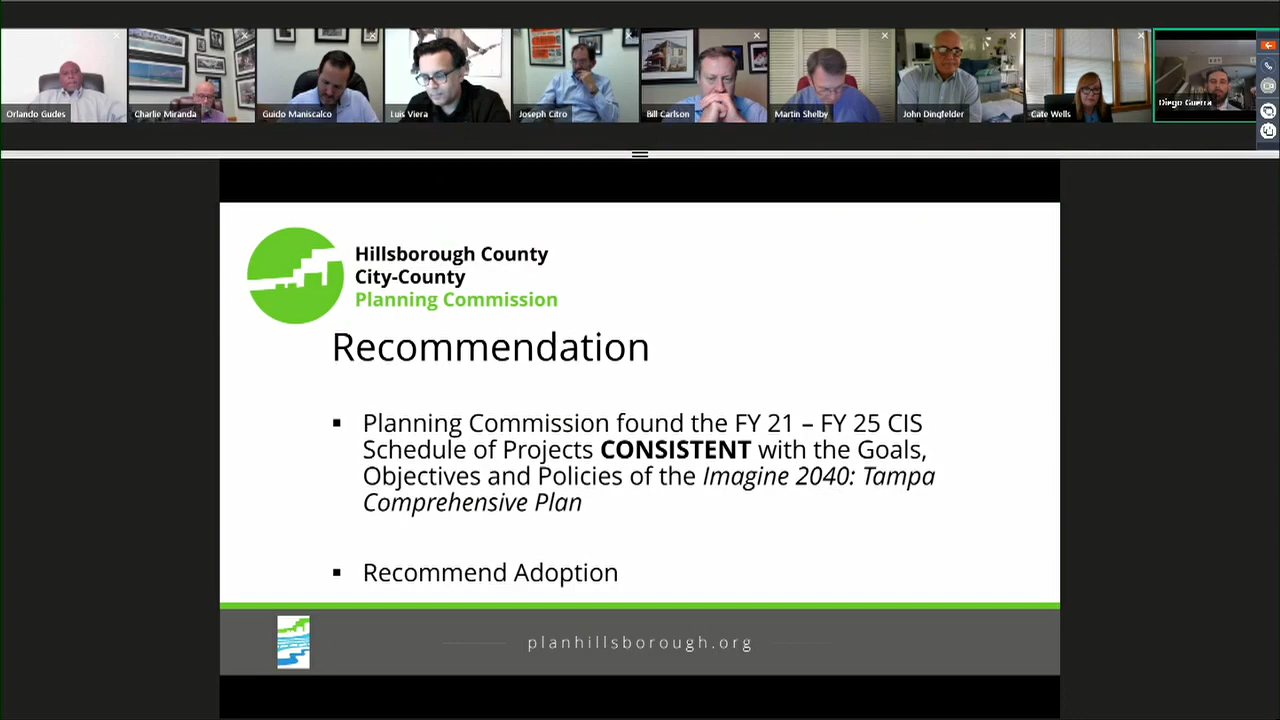 Orlando Gudes
Charlie Miranda
Guido Maniscalco
Luis Viera
Joseph Citro
Bill Carlson
Martin Shelby
John Dingfelder
Cate Wells
Diego Guerra
Hillsborough County
City-County
Planning Commission
Recommendation
▪ Planning Commission found the FY 21 – FY 25 CIS
Schedule of Projects CONSISTENT with the Goals,
Objectives and Policies of the Imagine 2040: Tampa
Comprehensive Plan
▪ Recommend Adoption
planhillsborough.org